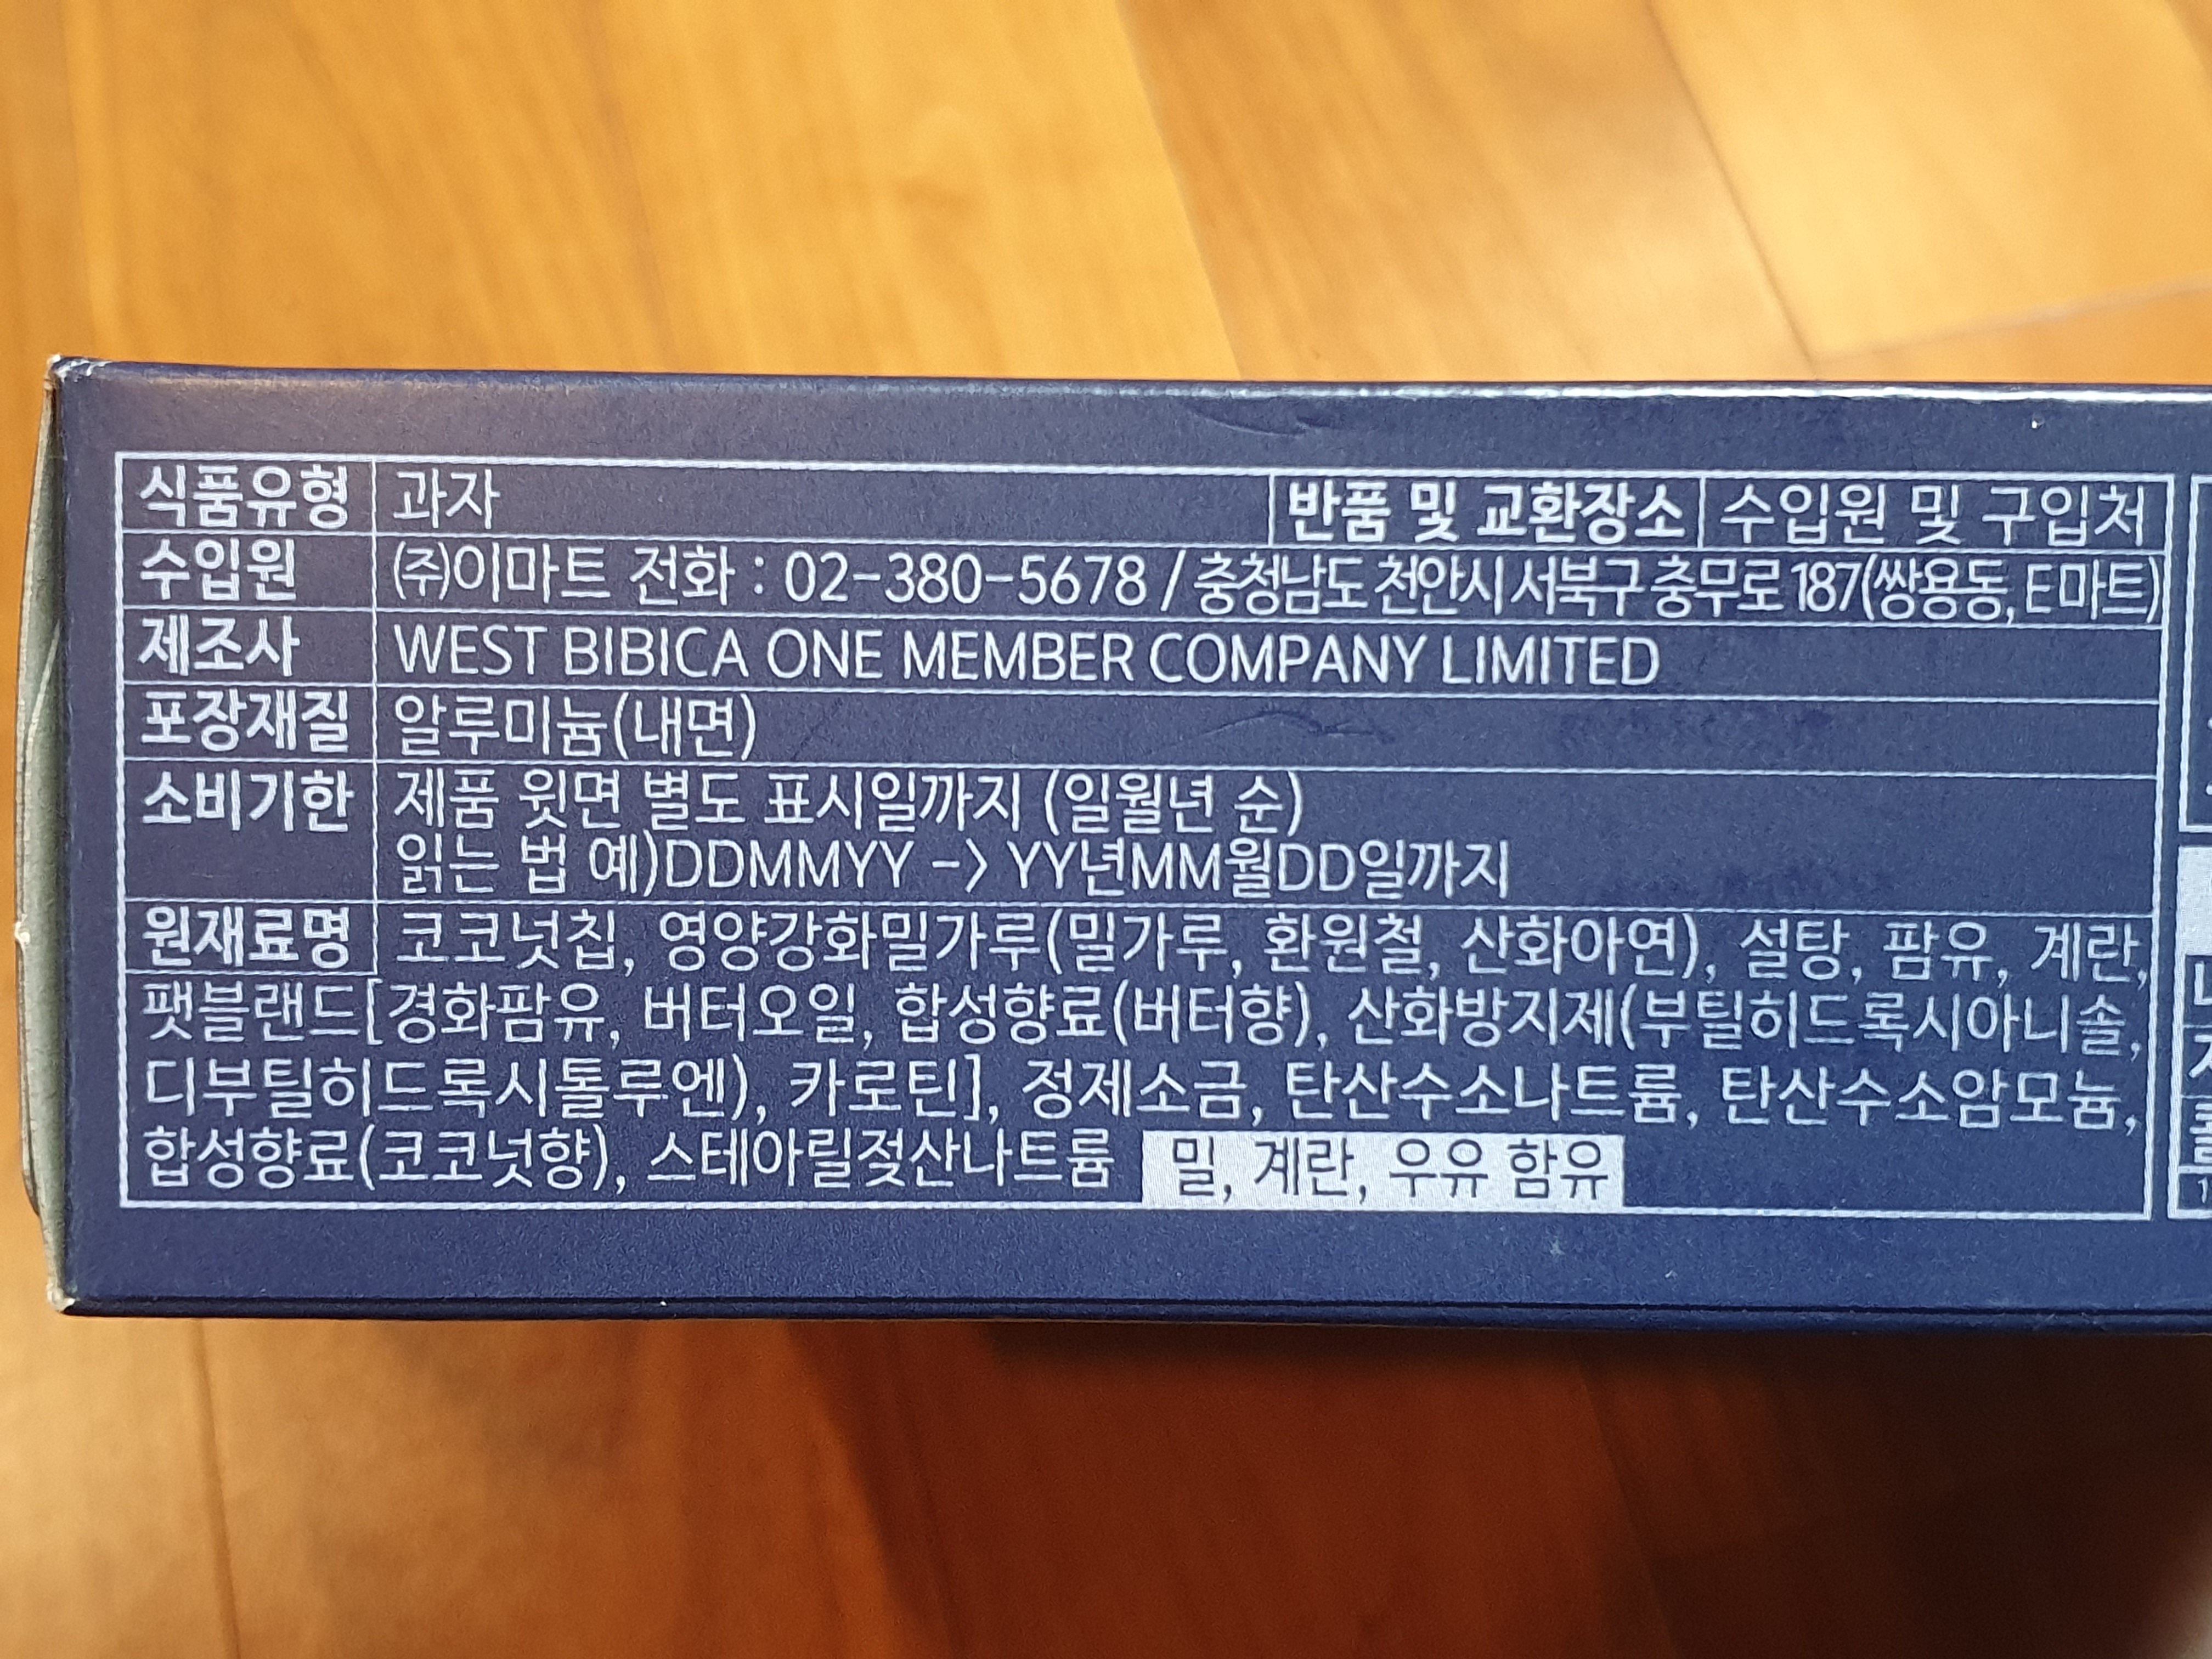 식품유형 과자 반품 및 교환장소 수입원 및 구입처
수입원 ㈜이마트 전화 : 02-380-5678 / 충청남도 천안시 서북구 충무로 187(쌍용동, E마트)
제조사 WEST BIBICA ONE MEMBER COMPANY LIMITED
포장재질 알루미늄(내면)
소비기한 제품 윗면 별도 표시일까지 (일월년 순)
읽는 법 예)DDMMYY -> YY년MM월DD일까지
원재료명 코코넛칩, 영양강화밀가루(밀가루, 환원철, 산화아연), 설탕, 팜유, 계란,
팻블랜드[경화팜유, 버터오일, 합성향료(버터향), 산화방지제(부틸히드록시아니솔,
디부틸히드록시톨루엔), 카로틴], 정제소금, 탄산수소나트륨, 탄산수소암모늄,
합성향료(코코넛향), 스테아릴젖산나트륨 밀, 계란, 우유 함유